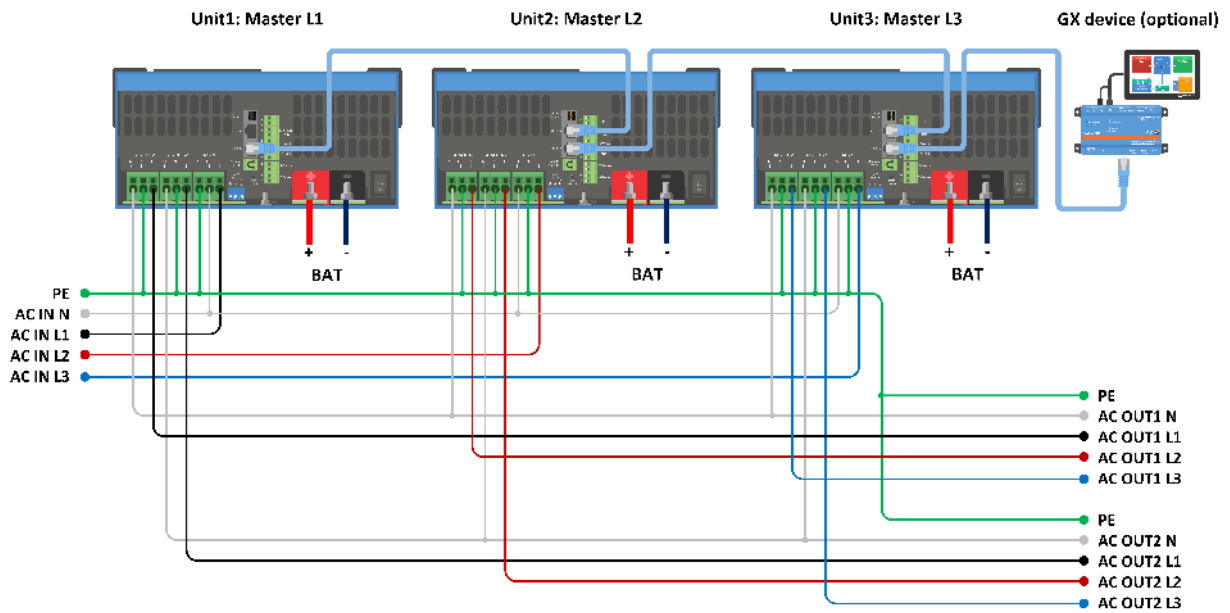 Unit1: Master L1
Unit2: Master L2
Unit3: Master L3
GX device (optional)
+ -
BAT
+ -
BAT
+ -
BAT
PE
AC IN N
AC IN L1
AC IN L2
AC IN L3
PE
AC OUT1 N
AC OUT1 L1
AC OUT1 L2
AC OUT1 L3
PE
AC OUT2 N
AC OUT2 L1
AC OUT2 L2
AC OUT2 L3